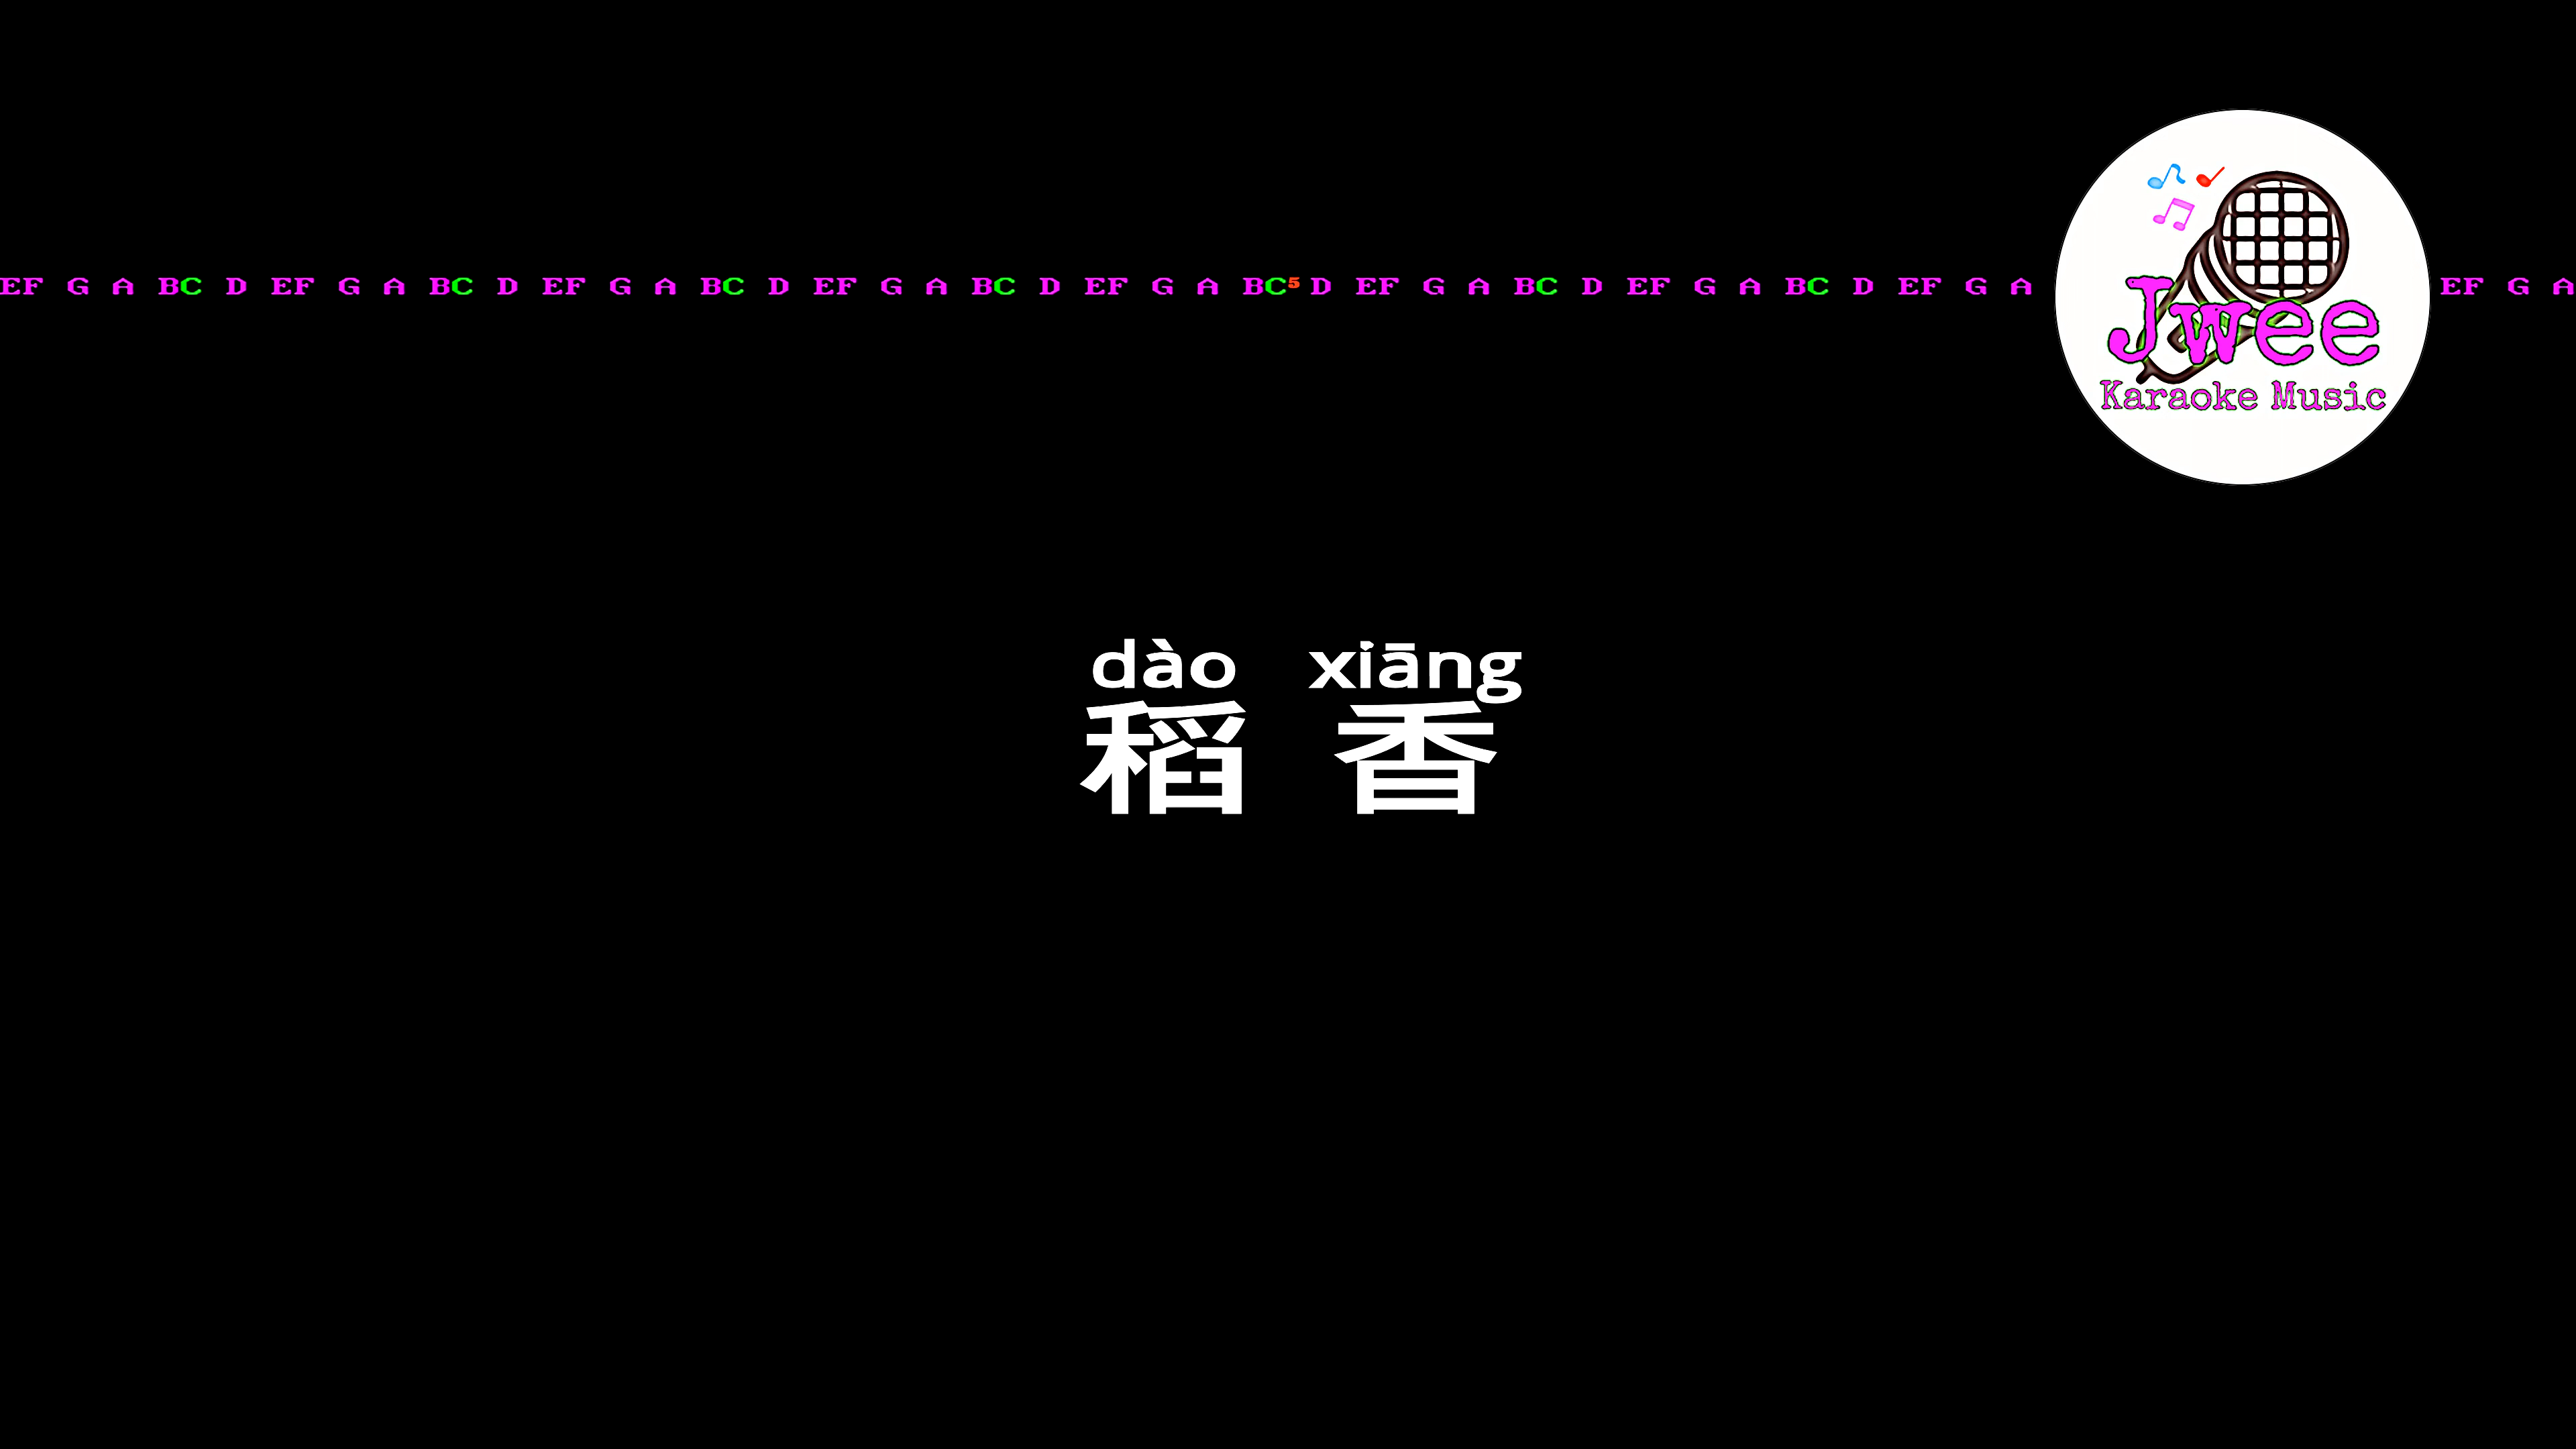 EF G A BC D EF G A BC D EF G A BC D EF G A BC D EF G A BC5 D EF G A BC D EF G A BC D EF G A EF G A
Jwee
Karaoke Music
dào xiāng
稻 香